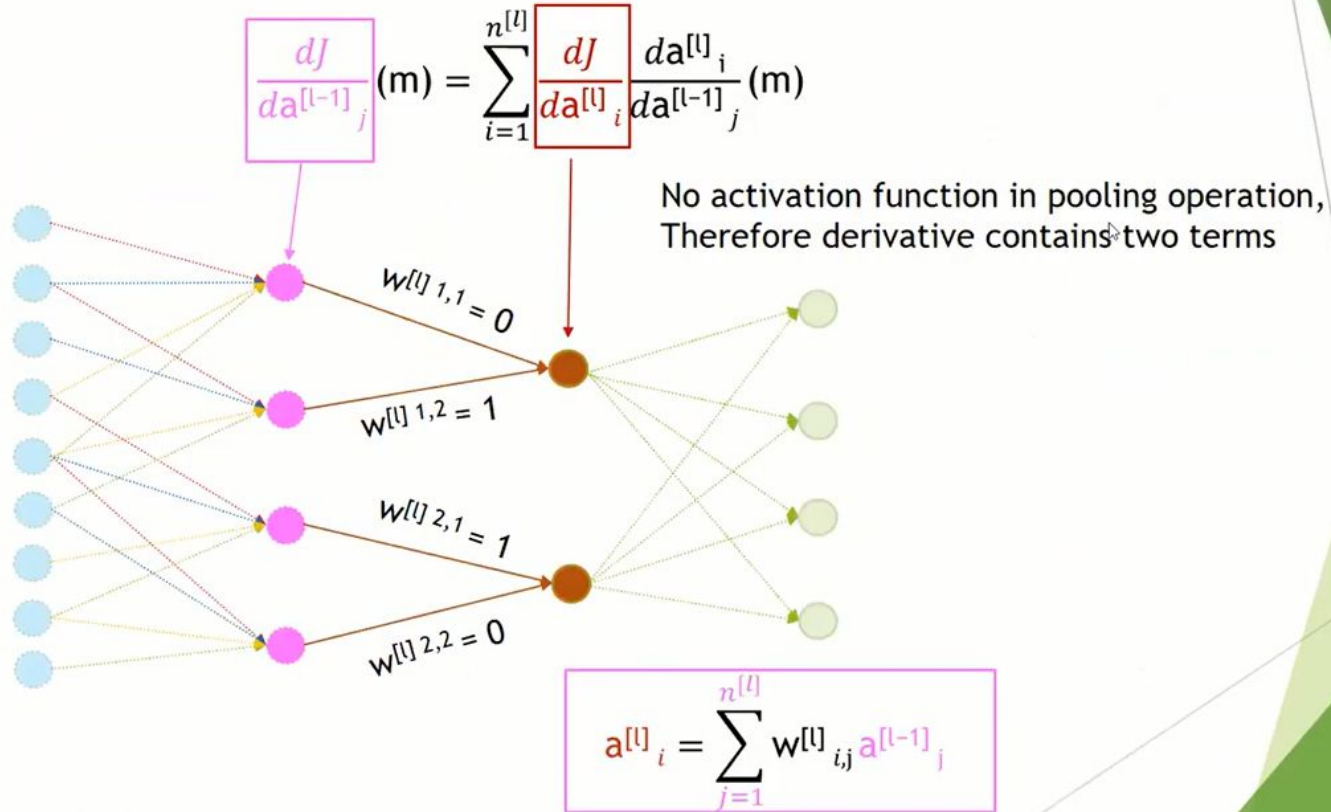 dJ/da^[l-1]_j (m) = ∑_{i=1}^{n^[l]} dJ/da^[l]_i da^[l]_i/da^[l-1]_j (m)
No activation function in pooling operation,
Therefore derivative contains two terms
w^[l] 1,1 = 0
w^[l] 1,2 = 1
w^[l] 2,1 = 1
w^[l] 2,2 = 0
a^[l]_i = ∑_{j=1}^{n^[l]} w^[l]_{i,j} a^[l-1]_j